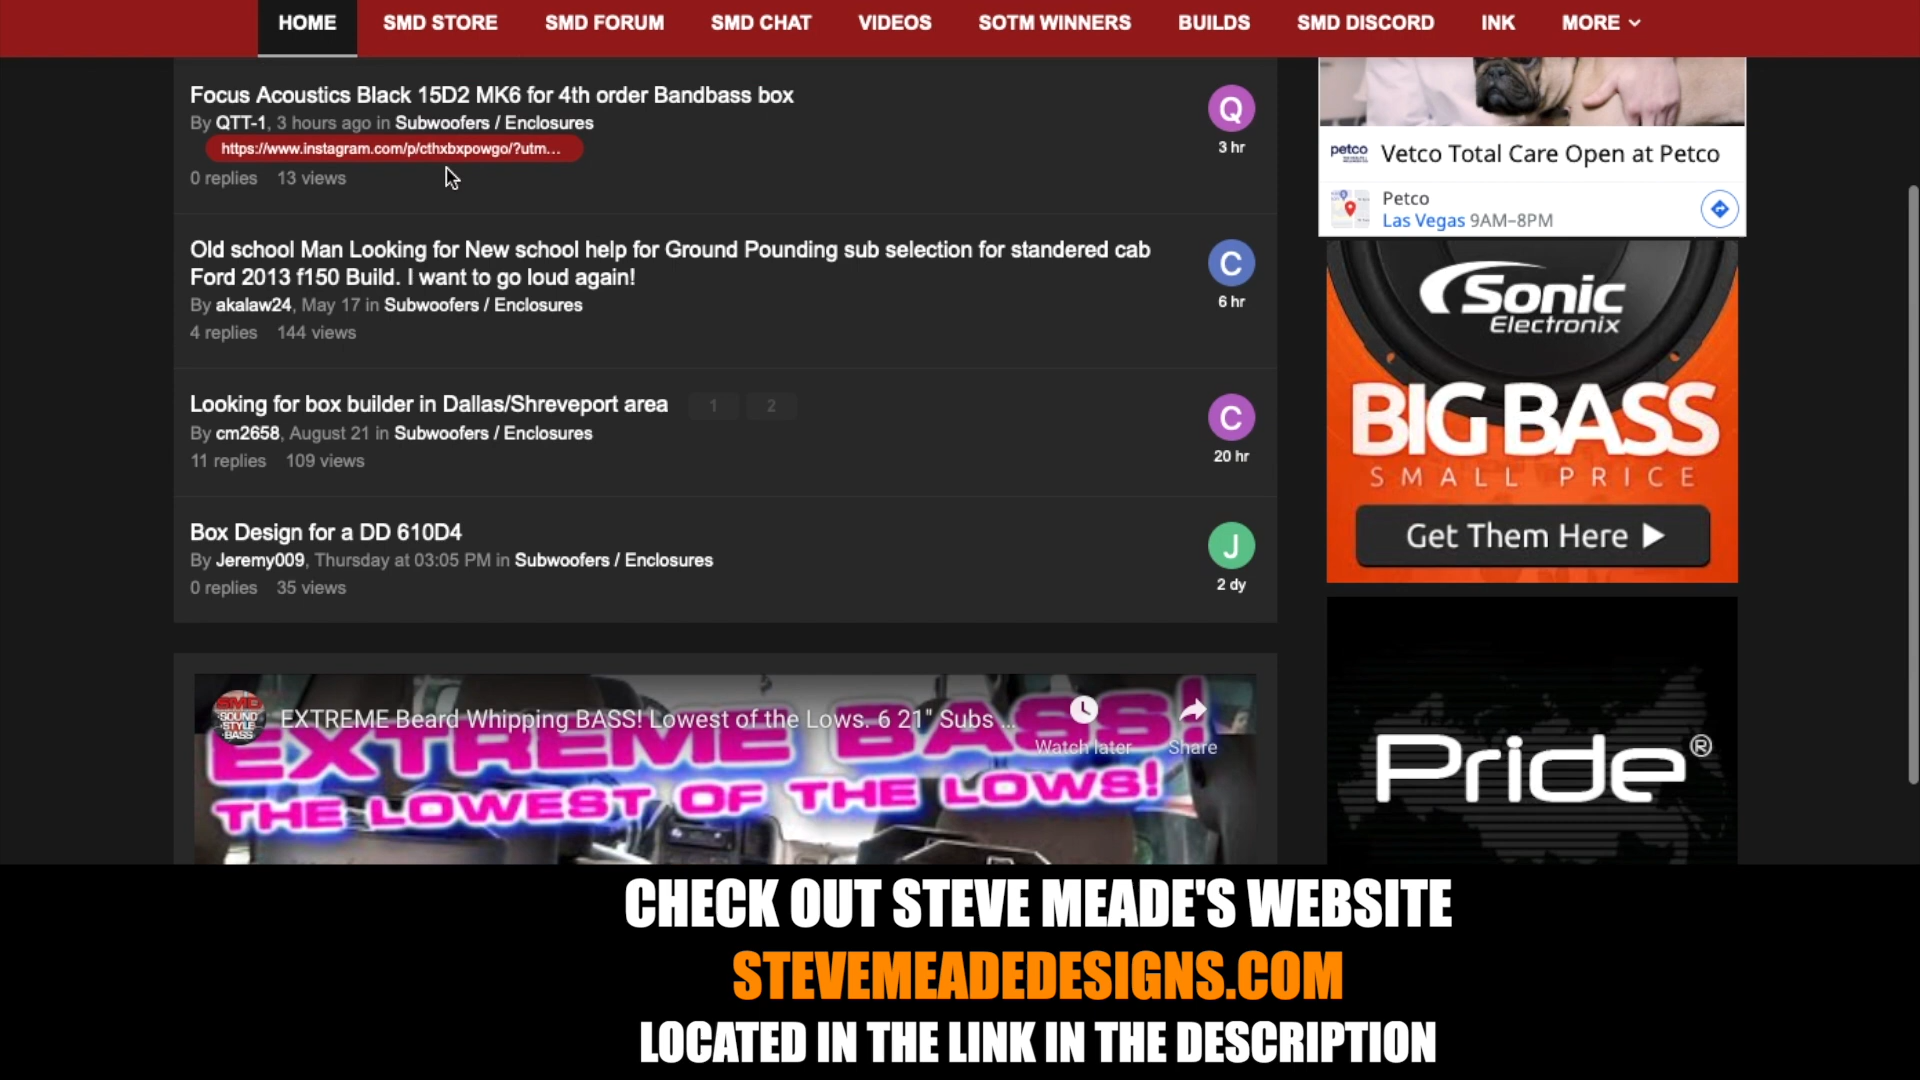 HOME SMD STORE SMD FORUM SMD CHAT VIDEOS SOTM WINNERS BUILDS SMD DISCORD INK MORE
Focus Acoustics Black 15D2 MK6 for 4th order Bandbass box
By QTT-1, 3 hours ago in Subwoofers / Enclosures
https://www.instagram.com/p/cthxbxpowgo/?utm...
0 replies 13 views
Q
3 hr
Old school Man Looking for New school help for Ground Pounding sub selection for standered cab
Ford 2013 f150 Build. I want to go loud again!
By akalaw24, May 17 in Subwoofers / Enclosures
4 replies 144 views
C
6 hr
Looking for box builder in Dallas/Shreveport area 1 2
By cm2658, August 21 in Subwoofers / Enclosures
11 replies 109 views
C
20 hr
Box Design for a DD 610D4
By Jeremy009, Thursday at 03:05 PM in Subwoofers / Enclosures
0 replies 35 views
J
2 dy
SMD
SOUND
STYLE
BASS
EXTREME Beard Whipping BASS! Lowest of the Lows. 6 21" Subs ...
Watch later Share
EXTREME BASS!
THE LOWEST OF THE LOWS!
petco Vetco Total Care Open at Petco
Petco
Las Vegas 9AM–8PM
Sonic
Electronix
BIG BASS
SMALL PRICE
Get Them Here
Pride®
CHECK OUT STEVE MEADE'S WEBSITE
STEVEMEADEDESIGNS.COM
LOCATED IN THE LINK IN THE DESCRIPTION